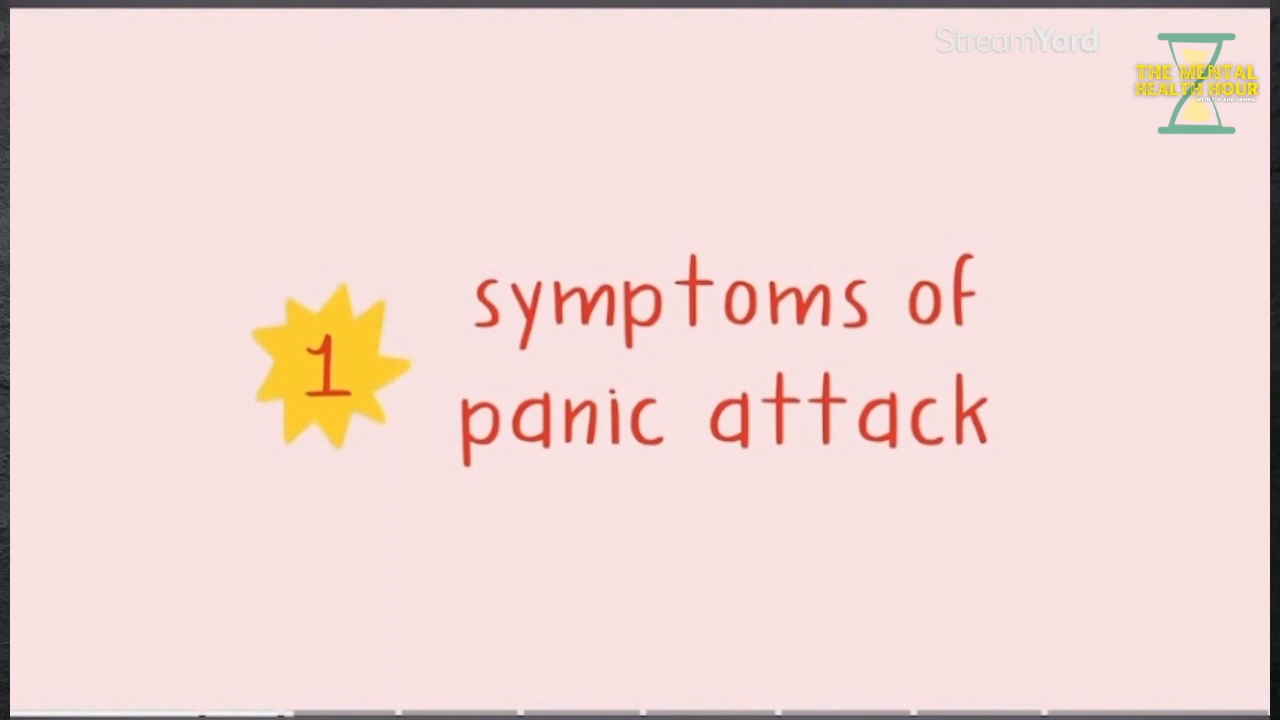 StreamYard
THE MENTAL
HEALTH HOUR
1
symptoms of
panic attack